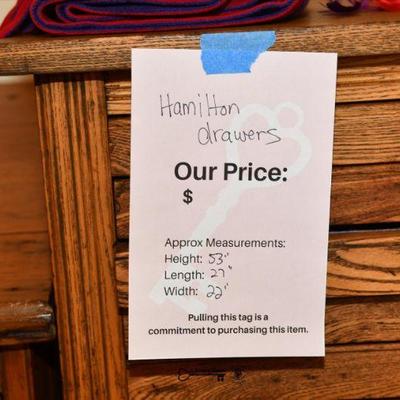 Hamilton
drawers
Our Price:
$
Approx Measurements:
Height: 53"
Length: 27"
Width: 22"
Pulling this tag is a
commitment to purchasing this item.